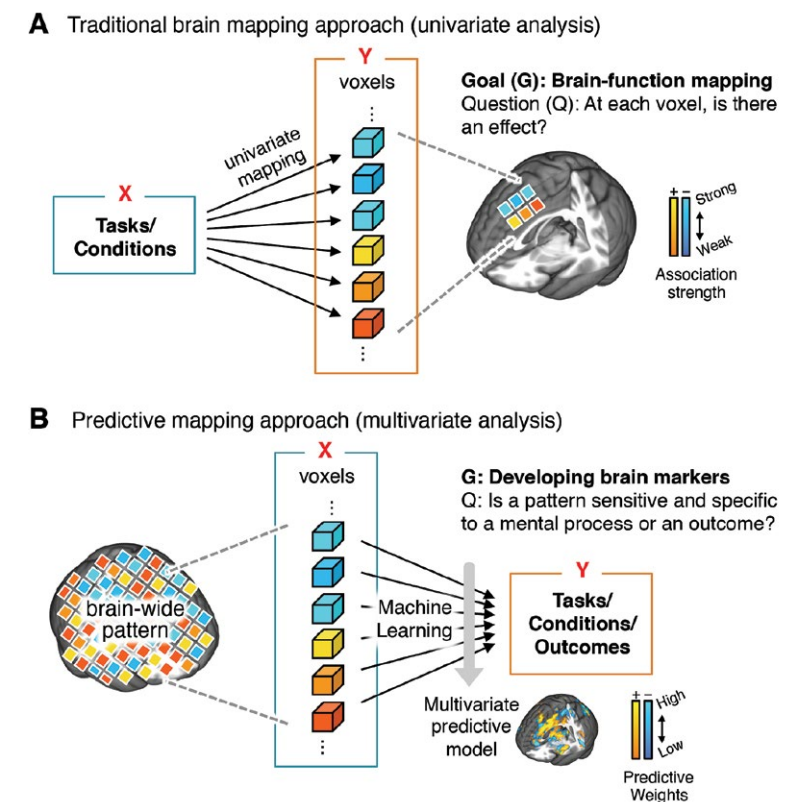 A Traditional brain mapping approach (univariate analysis)
Y
voxels
⋮
univariate
mapping
X
Tasks/
Conditions
⋮
Goal (G): Brain-function mapping
Question (Q): At each voxel, is there
an effect?
+ −
Strong
Weak
Association
strength
B Predictive mapping approach (multivariate analysis)
X
voxels
⋮
brain-wide
pattern
⋮
Machine
Learning
G: Developing brain markers
Q: Is a pattern sensitive and specific
to a mental process or an outcome?
Y
Tasks/
Conditions/
Outcomes
Multivariate
predictive
model
+ −
High
Low
Predictive
Weights